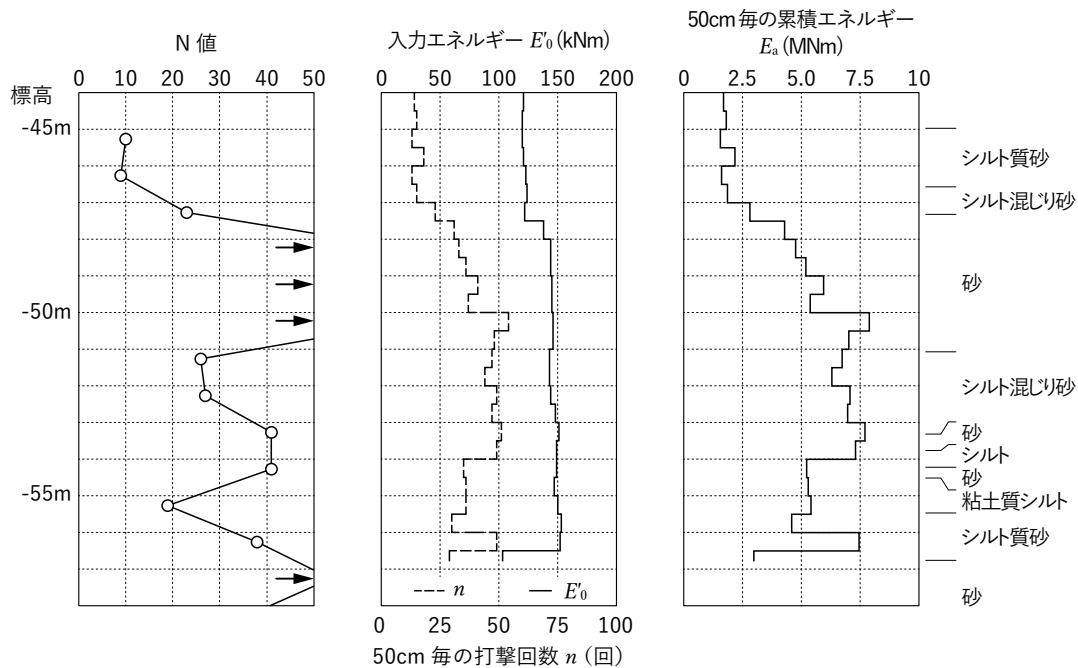 N 値
0 10 20 30 40 50
標高
-45m
-50m
-55m
入力エネルギー E'0 (kNm)
0 50 100 150 200
n E'0
0 25 50 75 100
50cm 毎の打撃回数 n (回)
50cm 毎の累積エネルギー
Ea (MNm)
0 2.5 5.0 7.5 10
シルト質砂
シルト混じり砂
砂
シルト混じり砂
砂
シルト
砂
粘土質シルト
シルト質砂
砂